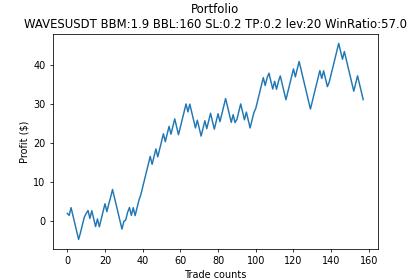 Portfolio
WAVESUSDT BBM:1.9 BBL:160 SL:0.2 TP:0.2 lev:20 WinRatio:57.0
Profit ($)
40
30
20
10
0
0 20 40 60 80 100 120 140 160
Trade counts